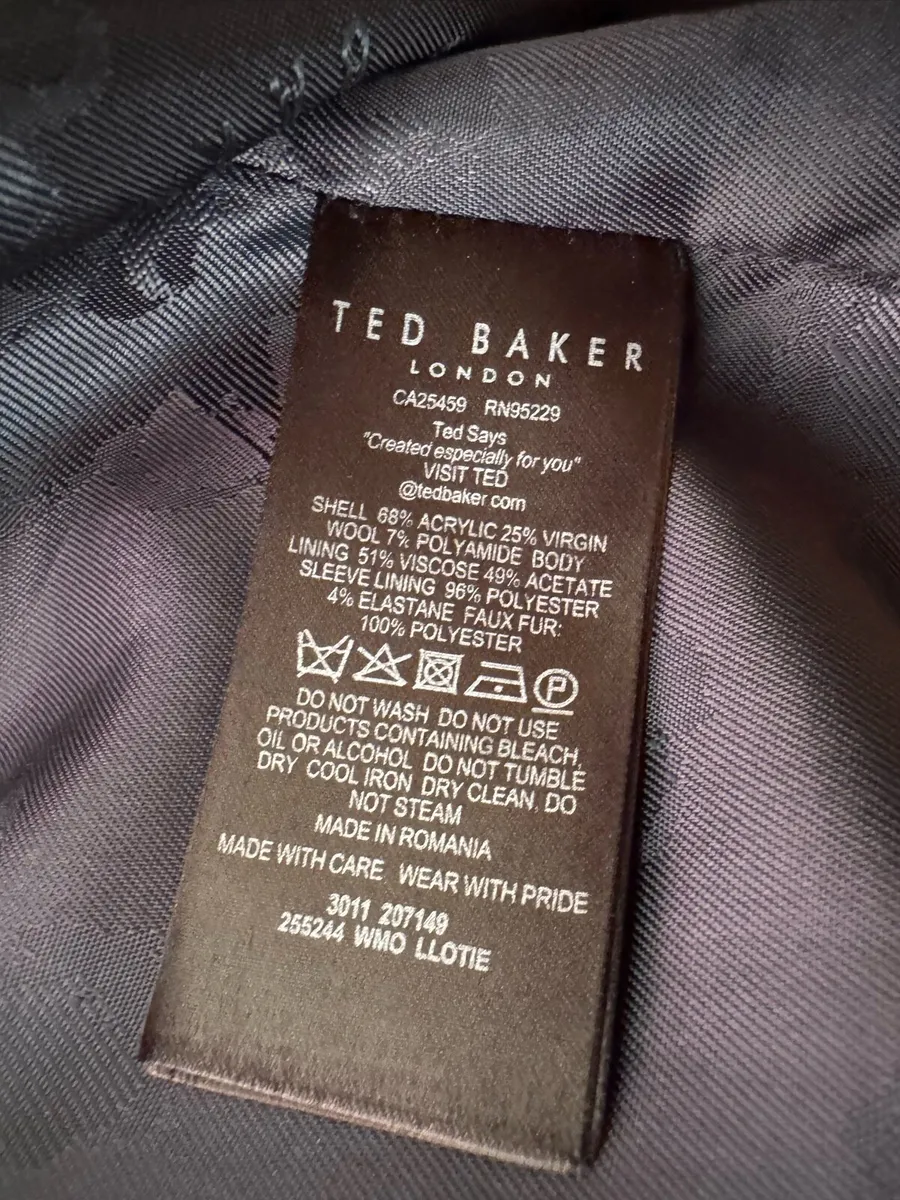 TED BAKER
LONDON
CA25459 RN95229
Ted Says
"Created especially for you"
VISIT TED
@tedbaker.com
SHELL 68% ACRYLIC 25% VIRGIN
WOOL 7% POLYAMIDE BODY
LINING 51% VISCOSE 49% ACETATE
SLEEVE LINING 96% POLYESTER
4% ELASTANE FAUX FUR:
100% POLYESTER
P
DO NOT WASH DO NOT USE
PRODUCTS CONTAINING BLEACH,
OIL OR ALCOHOL DO NOT TUMBLE
DRY COOL IRON DRY CLEAN, DO
NOT STEAM
MADE IN ROMANIA
MADE WITH CARE WEAR WITH PRIDE
3011 207149
255244 WMO LLOTIE